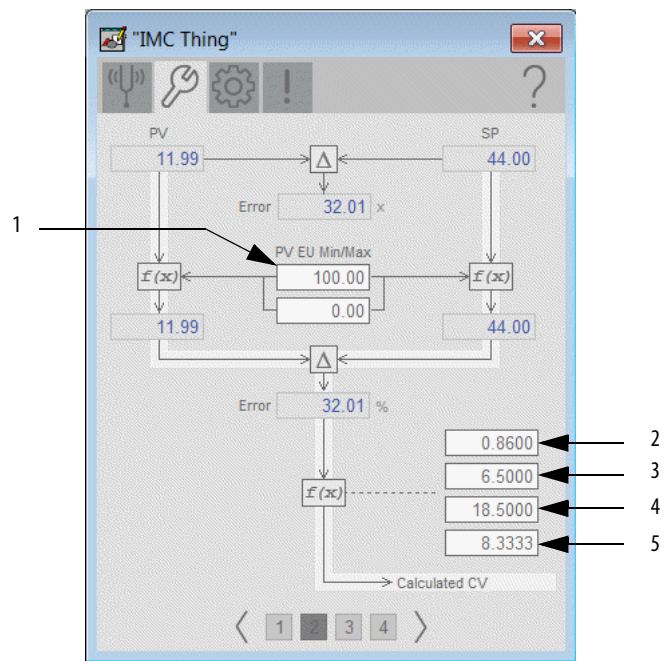 "IMC Thing"
PV
SP
11.99
Δ
44.00
Error 32.01 x
1
PV EU Min/Max
f(x)
100.00
f(x)
0.00
11.99
44.00
Δ
Error 32.01 %
0.8600 2
6.5000 3
f(x)
18.5000 4
8.3333 5
Calculated CV
1 2 3 4